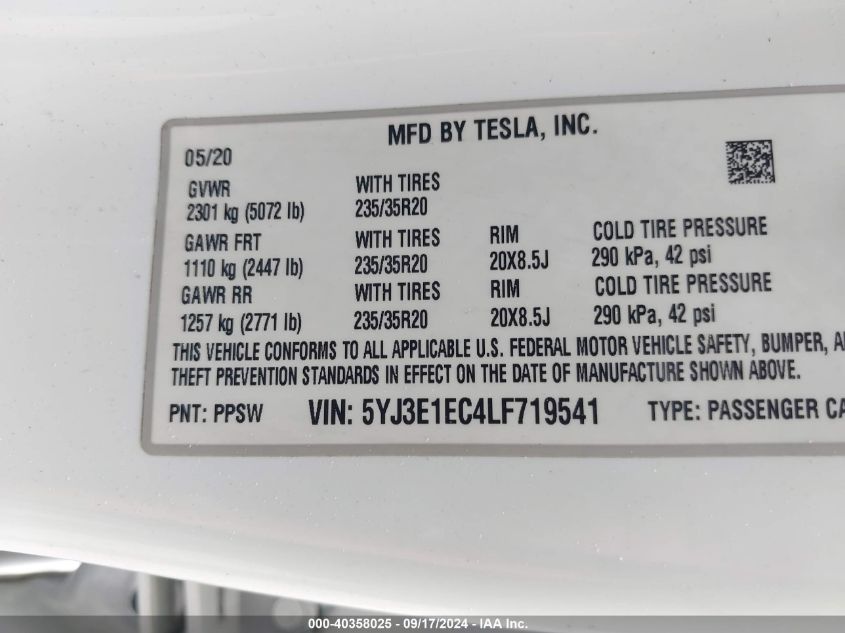 MFD BY TESLA, INC.
05/20
GVWR WITH TIRES
2301 kg (5072 lb) 235/35R20
GAWR FRT WITH TIRES RIM COLD TIRE PRESSURE
1110 kg (2447 lb) 235/35R20 20X8.5J 290 kPa, 42 psi
GAWR RR WITH TIRES RIM COLD TIRE PRESSURE
1257 kg (2771 lb) 235/35R20 20X8.5J 290 kPa, 42 psi
THIS VEHICLE CONFORMS TO ALL APPLICABLE U.S. FEDERAL MOTOR VEHICLE SAFETY, BUMPER,
THEFT PREVENTION STANDARDS IN EFFECT ON THE DATE OF MANUFACTURE SHOWN ABOVE.
PNT: PPSW VIN: 5YJ3E1EC4LF719541 TYPE: PASSENGER
000-40358025 - 09/17/2024 - IAA Inc.